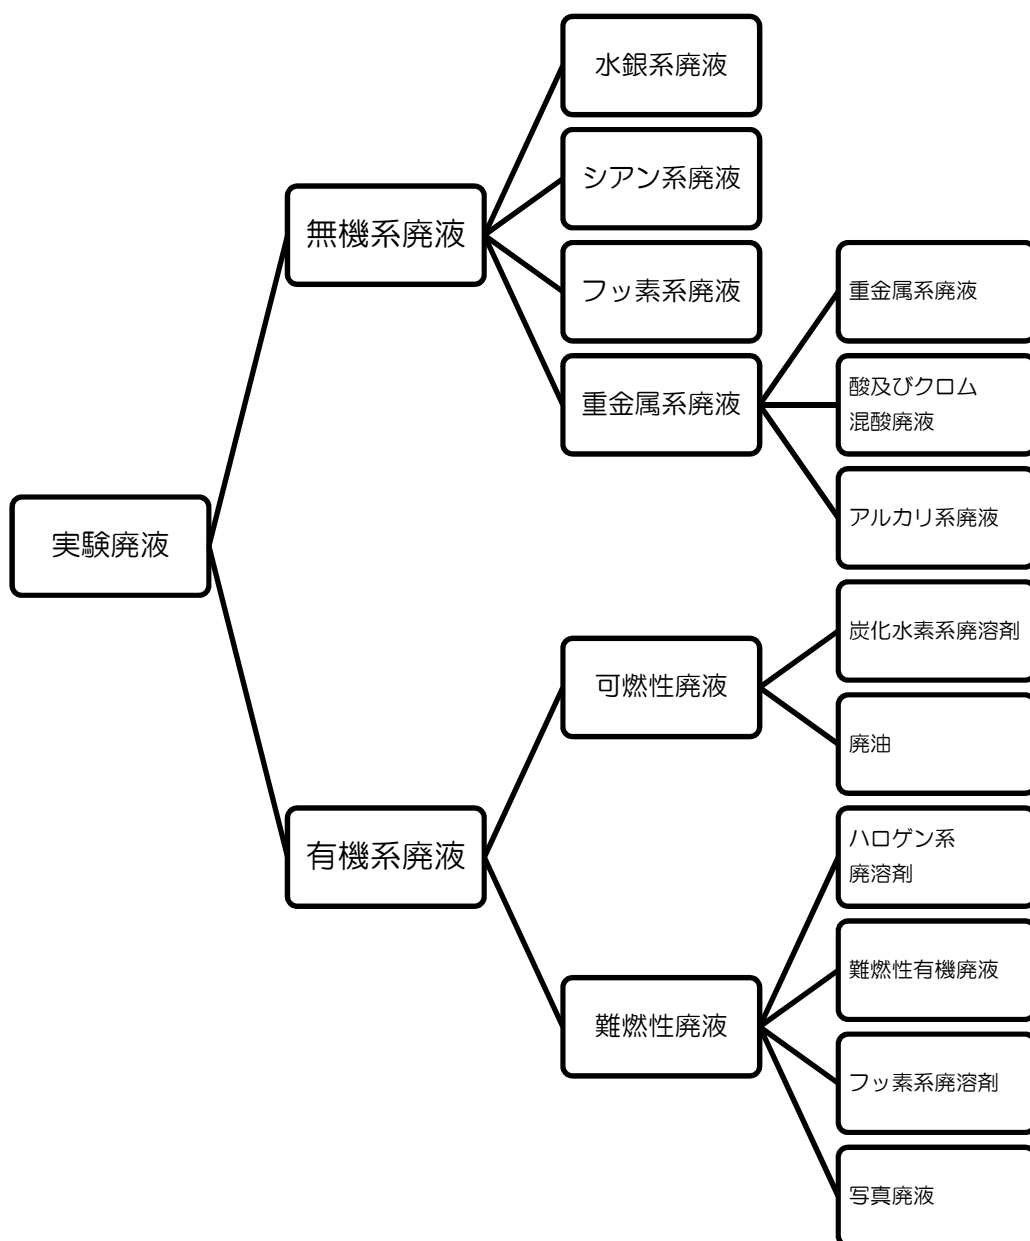 水銀系廃液
シアン系廃液
無機系廃液
フッ素系廃液
重金属系廃液
重金属系廃液
酸及びクロム
混酸廃液
アルカリ系廃液
実験廃液
炭化水素系廃溶剤
可燃性廃液
廃油
有機系廃液
ハロゲン系
廃溶剤
難燃性有機廃液
難燃性廃液
フッ素系廃溶剤
写真廃液